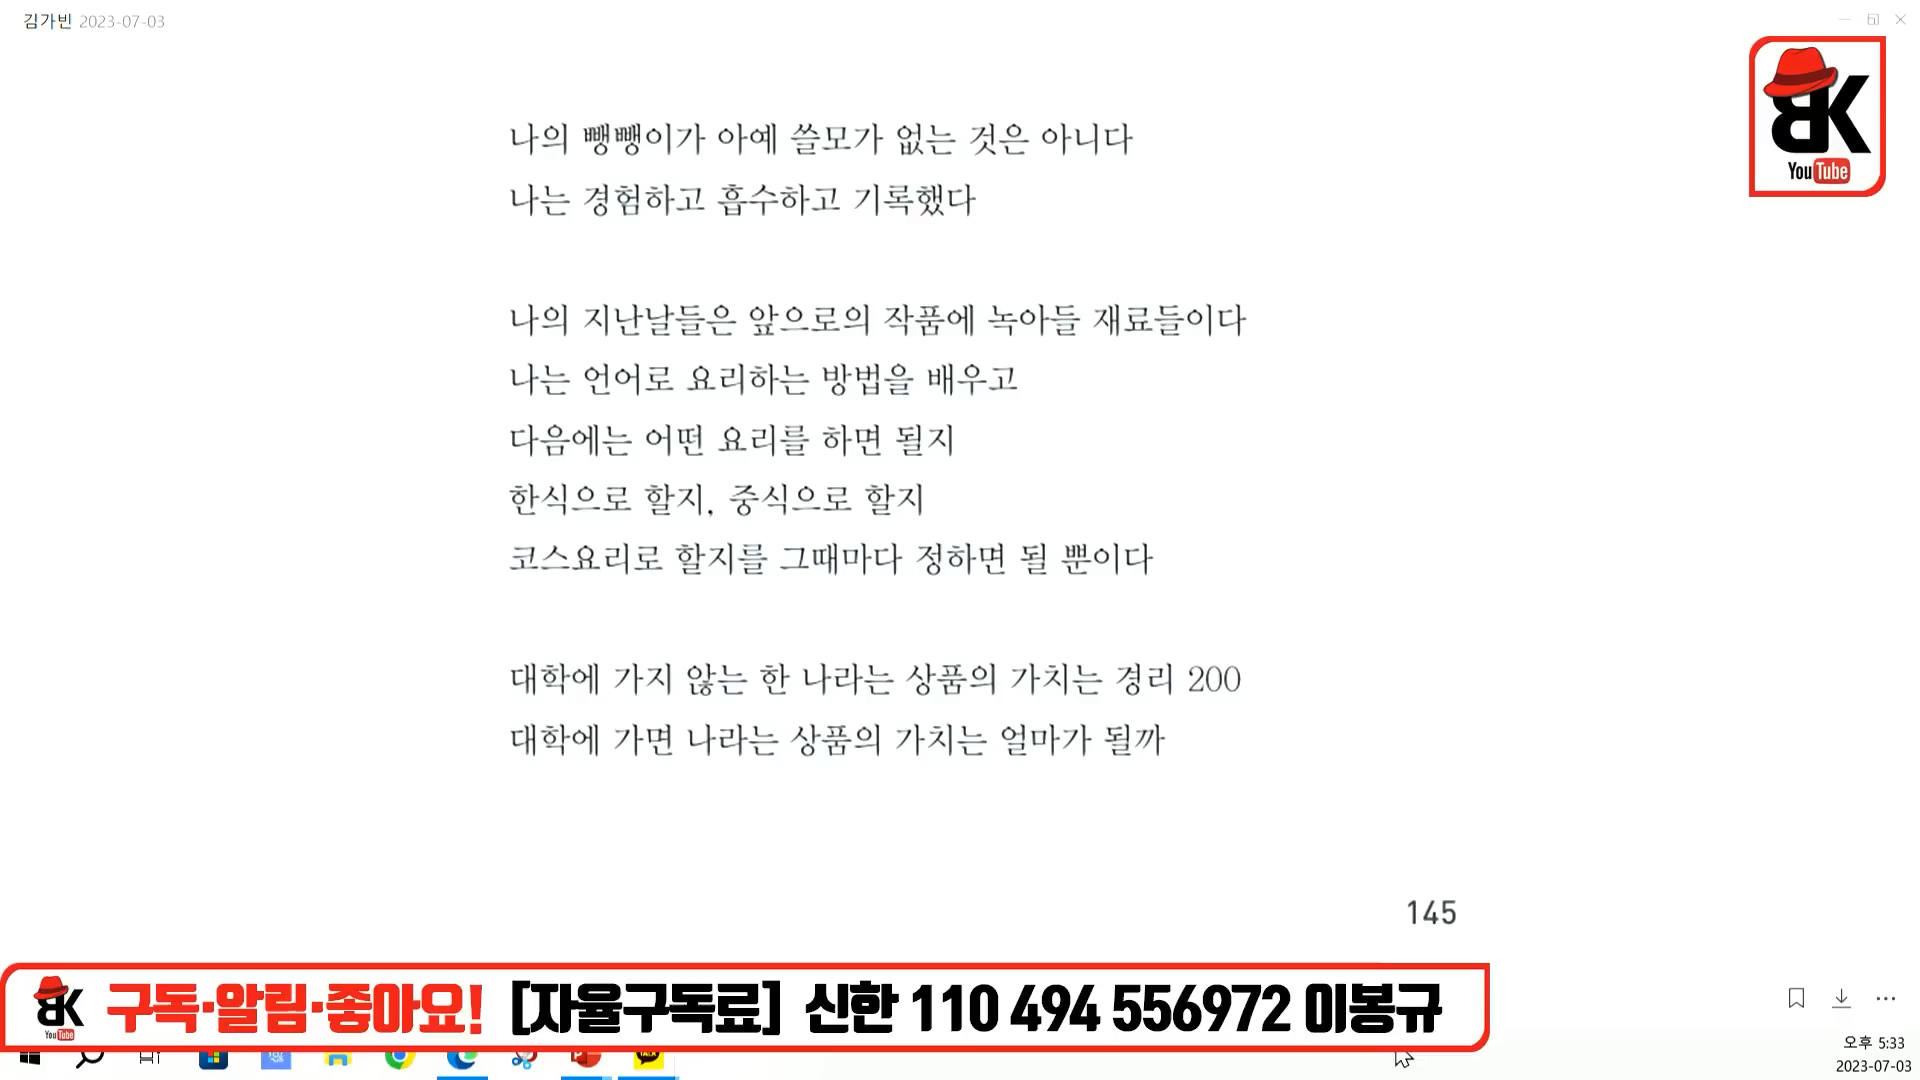 김가빈 2023-07-03
BK
YouTube
나의 뺑뺑이가 아예 쓸모가 없는 것은 아니다
나는 경험하고 흡수하고 기록했다
나의 지난날들은 앞으로의 작품에 녹아들 재료들이다
나는 언어로 요리하는 방법을 배우고
다음에는 어떤 요리를 하면 될지
한식으로 할지, 중식으로 할지
코스요리로 할지를 그때마다 정하면 될 뿐이다
대학에 가지 않는 한 나라는 상품의 가치는 경리 200
대학에 가면 나라는 상품의 가치는 얼마가 될까
145
BK YouTube 구독·알림·좋아요! [자율구독료] 신한 110 494 556972 이봉규
TALK
오후 5:33
2023-07-03